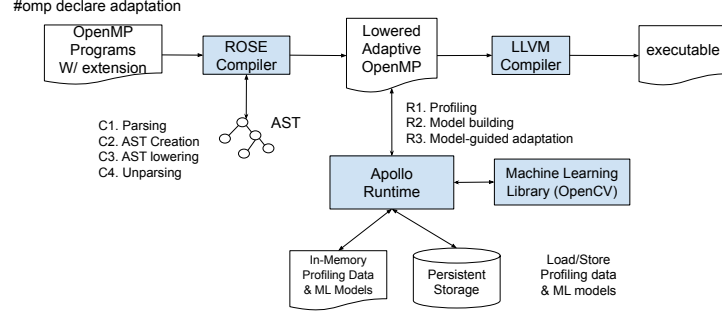 #omp declare adaptation
OpenMP
Programs
W/ extension
ROSE
Compiler
Lowered
Adaptive
OpenMP
LLVM
Compiler
executable
C1. Parsing
C2. AST Creation
C3. AST lowering
C4. Unparsing
AST
R1. Profiling
R2. Model building
R3. Model-guided adaptation
Apollo
Runtime
Machine Learning
Library (OpenCV)
In-Memory
Profiling Data
& ML Models
Persistent
Storage
Load/Store
Profiling data
& ML models